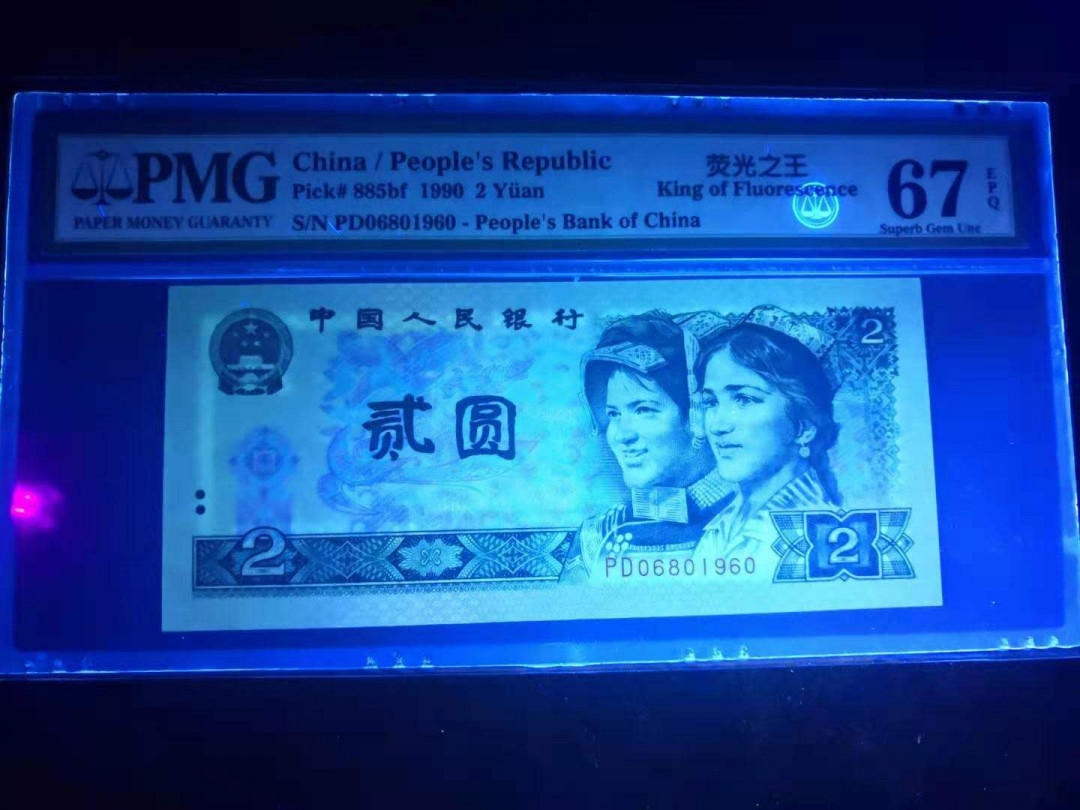 PMG
PAPER MONEY GUARANTY
China / People's Republic
Pick# 885bf 1990 2 Yüan
S/N PD06801960 - People's Bank of China
荧光之王
King of Fluorescence
67
EPQ
Superb Gem Unc
中国人民银行
2
贰圆
2
PD06801960
2